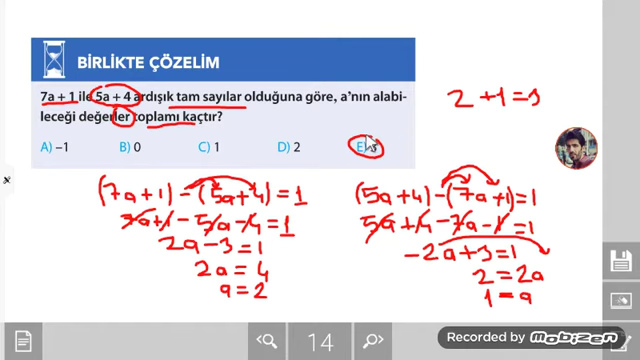 BİRLİKTE ÇÖZELİM
7a + 1 ile 5a + 4 ardışık tam sayılar olduğuna göre, a'nın alabi-
leceği değerler toplamı kaçtır?
A) –1 B) 0 C) 1 D) 2 E) 3
2 + 1 = 3
(7a+1) – (5a+4) = 1
7a+1 – 5a – 4 = 1
2a – 3 = 1
2a = 4
a = 2
(5a+4) – (7a+1) = 1
5a + 4 – 7a – 1 = 1
– 2a + 3 = 1
2 = 2a
1 = a
14
Recorded by
mobizen